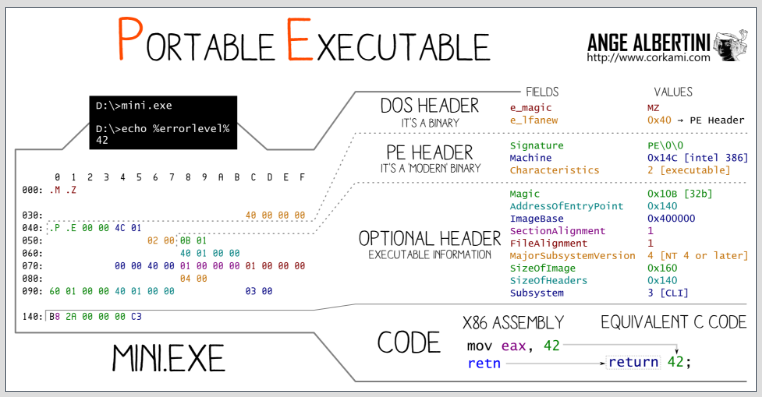 PORTABLE EXECUTABLE
ANGE ALBERTINI
http://www.corkami.com
D:\>mini.exe
D:\>echo %errorlevel%
42
0 1 2 3 4 5 6 7 8 9 A B C D E F
000: .M .Z
030: 40 00 00 00
040: .P .E 00 00 4C 01
050: 02 00 0B 01
060: 40 01 00 00
070: 00 00 40 00 01 00 00 00 01 00 00 00
080: 04 00
090: 60 01 00 00 40 01 00 00 03 00
140: B8 2A 00 00 00 C3
MINI.EXE
FIELDS VALUES
DOS HEADER
IT'S A BINARY
e_magic MZ
e_lfanew 0x40 → PE Header
PE HEADER
IT'S A 'MODERN' BINARY
Signature PE\0\0
Machine 0x14C [intel 386]
Characteristics 2 [executable]
OPTIONAL HEADER
EXECUTABLE INFORMATION
Magic 0x10B [32b]
AddressOfEntryPoint 0x140
ImageBase 0x400000
SectionAlignment 1
FileAlignment 1
MajorSubsystemVersion 4 [NT 4 or later]
SizeOfImage 0x160
SizeOfHeaders 0x140
Subsystem 3 [CLI]
CODE
X86 ASSEMBLY EQUIVALENT C CODE
mov eax, 42
retn return 42;